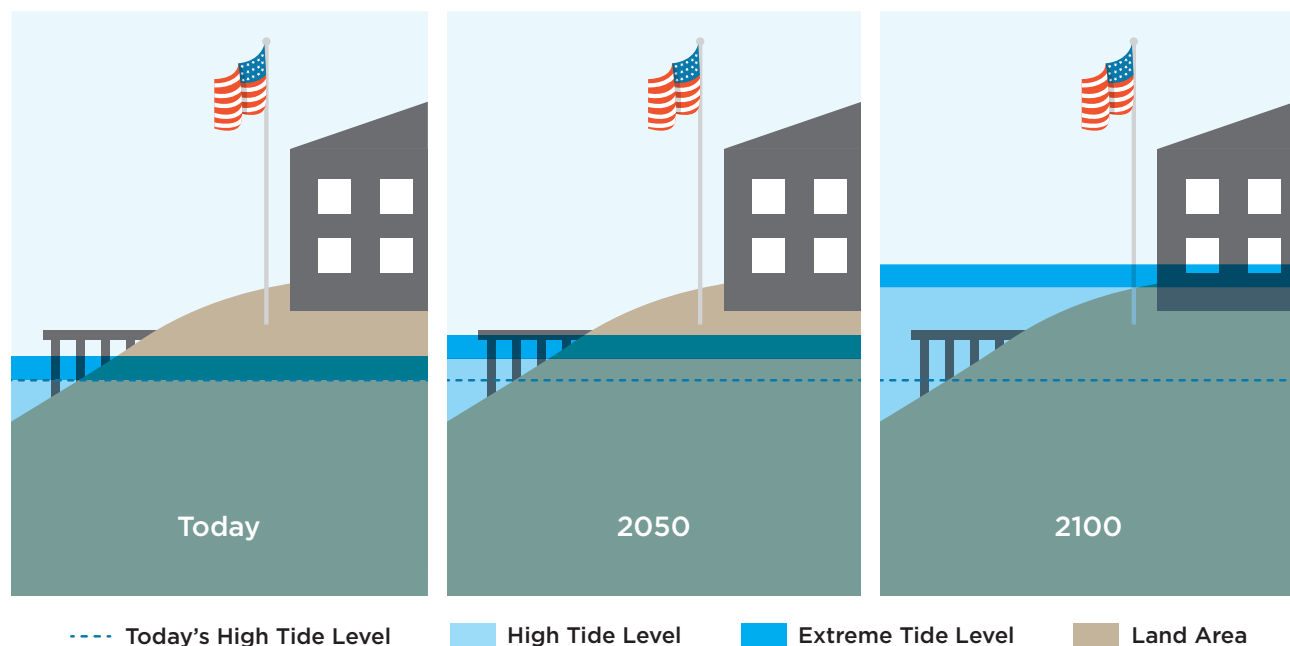 Today
2050
2100
Today's High Tide Level
High Tide Level
Extreme Tide Level
Land Area